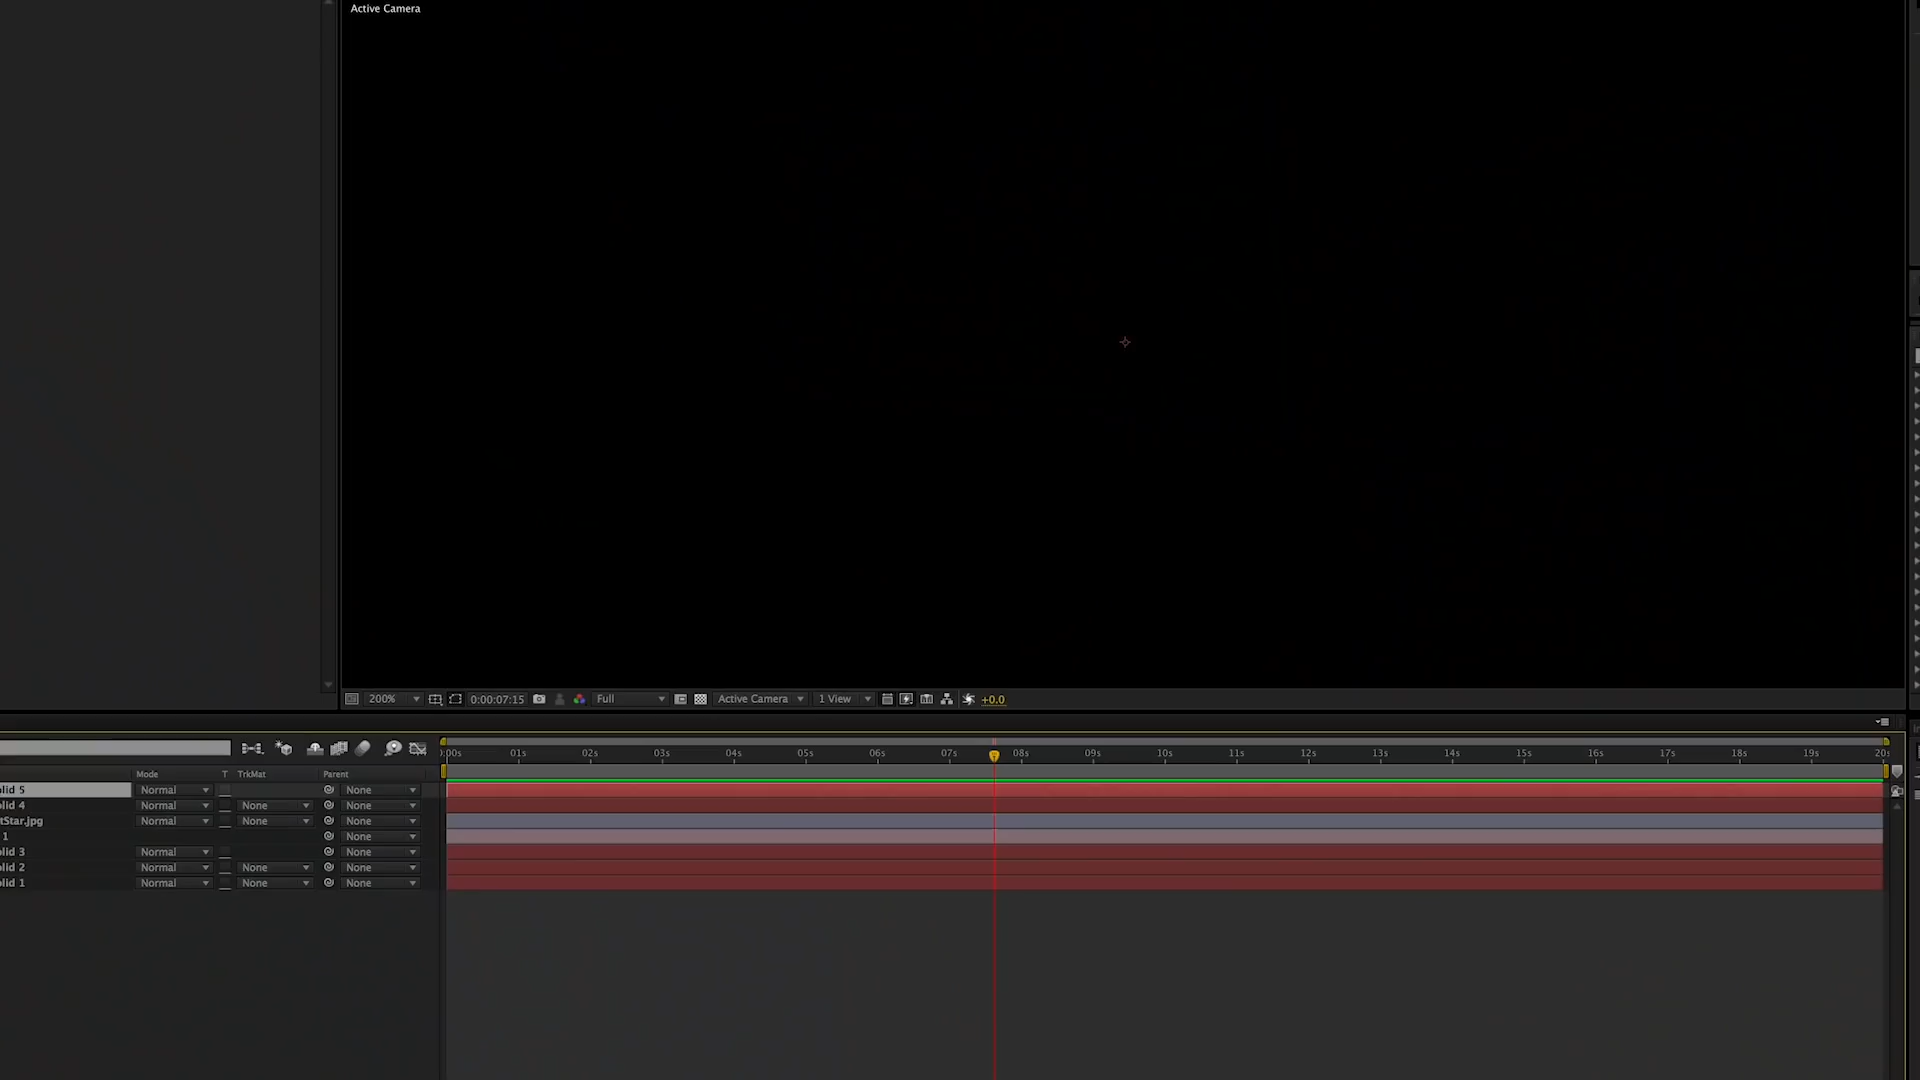 Active Camera
200% 0:00:07:15 Full Active Camera 1 View +0.0
:00s 01s 02s 03s 04s 05s 06s 07s 08s 09s 10s 11s 12s 13s 14s 15s 16s 17s 18s 19s 20s
Mode T TrkMat Parent
olid 5 Normal None
olid 4 Normal None None
tStar.jpg Normal None None
1 None
olid 3 Normal None
olid 2 Normal None None
olid 1 Normal None None